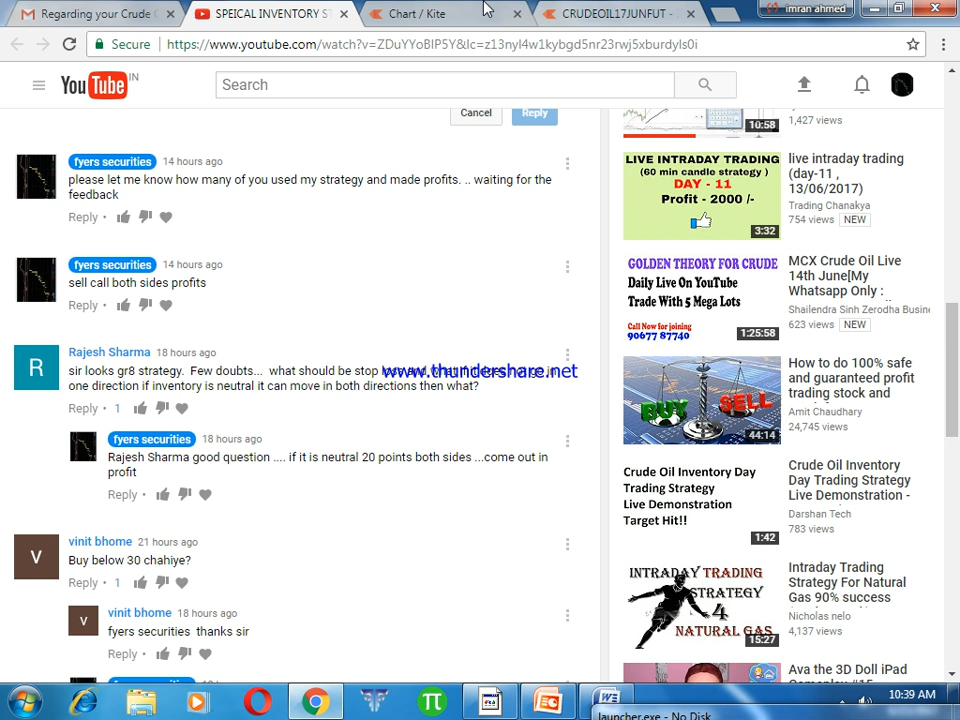 Regarding your Crude O
SPEICAL INVENTORY ST
Chart / Kite
CRUDEOIL17JUNFUT - A
imran ahmed
Secure
https://www.youtube.com/watch?v=ZDuYYoBIP5Y&lc=z13nyl4w1kybgd5nr23rwj5xburdyls0i
YouTube IN
Search
Cancel
Reply
fyers securities 14 hours ago
please let me know how many of you used my strategy and made profits. .. waiting for the
feedback
Reply •
fyers securities 14 hours ago
sell call both sides profits
Reply •
Rajesh Sharma 18 hours ago
sir looks gr8 strategy. Few doubts... what should be stop
www.thundershare.net
one direction if inventory is neutral it can move in both directions then what?
Reply • 1
fyers securities 18 hours ago
Rajesh Sharma good question .... if it is neutral 20 points both sides ...come out in
profit
Reply •
vinit bhome 21 hours ago
Buy below 30 chahiye?
Reply • 1
vinit bhome 18 hours ago
fyers securities thanks sir
Reply •
10:58
1,427 views
LIVE INTRADAY TRADING
(60 min candle strategy )
DAY - 11
Profit - 2000 /-
3:32
live intraday trading
(day-11 ,
13/06/2017)
Trading Chanakya
754 views NEW
GOLDEN THEORY FOR CRUDE
Daily Live On YouTube
Trade With 5 Mega Lots
Call Now for joining
90677 87740
1:25:58
MCX Crude Oil Live
14th June[My
Whatsapp Only :
Shailendra Sinh Zerodha Busine
623 views NEW
BUY
SELL
44:14
How to do 100% safe
and guaranteed profit
trading stock and
Amit Chaudhary
24,745 views
Crude Oil Inventory Day
Trading Strategy
Live Demonstration
Target Hit!!
1:42
Crude Oil Inventory
Day Trading Strategy
Live Demonstration -
Darshan Tech
783 views
INTRADAY TRADING
STRATEGY
4
NATURAL GAS
15:27
Intraday Trading
Strategy For Natural
Gas 90% success
Nicholas nelo
4,137 views
Ava the 3D Doll iPad
10:39 AM
launcher.exe - No Disk